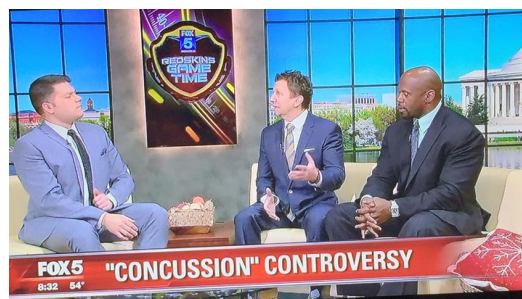 FOX
5
REDSKINS
GAME
TIME
FOX 5
"CONCUSSION" CONTROVERSY
8:32 54°